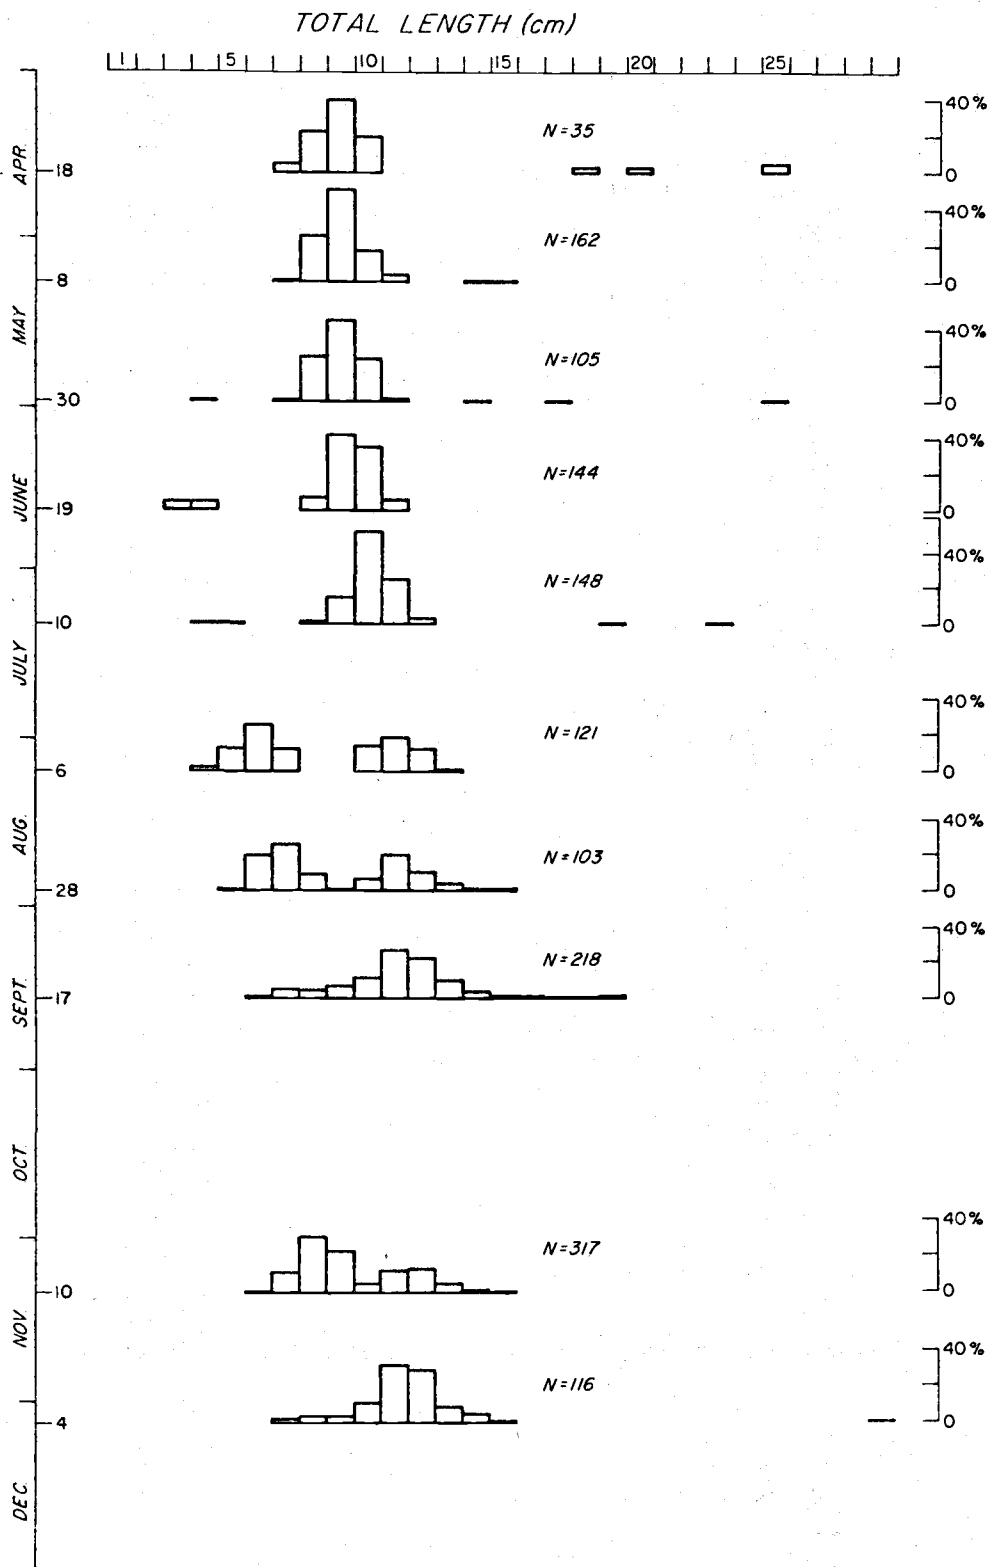 TOTAL LENGTH (cm)
1 5 10 15 20 25
APR.
18
N=35
40%
0
8
N=162
40%
0
MAY
30
N=105
40%
0
JUNE
19
N=144
40%
0
10
N=148
40%
0
JULY
6
N=121
40%
0
AUG.
28
N=103
40%
0
SEPT.
17
N=218
40%
0
OCT.
10
N=317
40%
0
NOV.
4
N=116
40%
0
DEC.